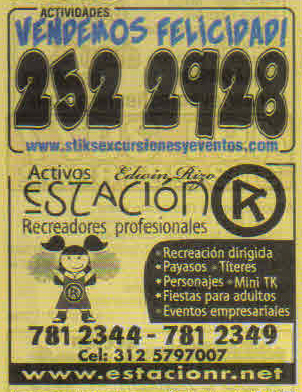 ACTIVIDADES
VENDEMOS FELICIDAD!
252 2928
www.stiksexcursionesyeventos.com
Activos Edwin Rizo
ESTACIÓN R
Recreadores profesionales
• Recreación dirigida
• Payasos • Títeres
• Personajes • Mini TK
• Fiestas para adultos
• Eventos empresariales
R
781 2344 - 781 2349
Cel: 312 5797007
www.estacionr.net